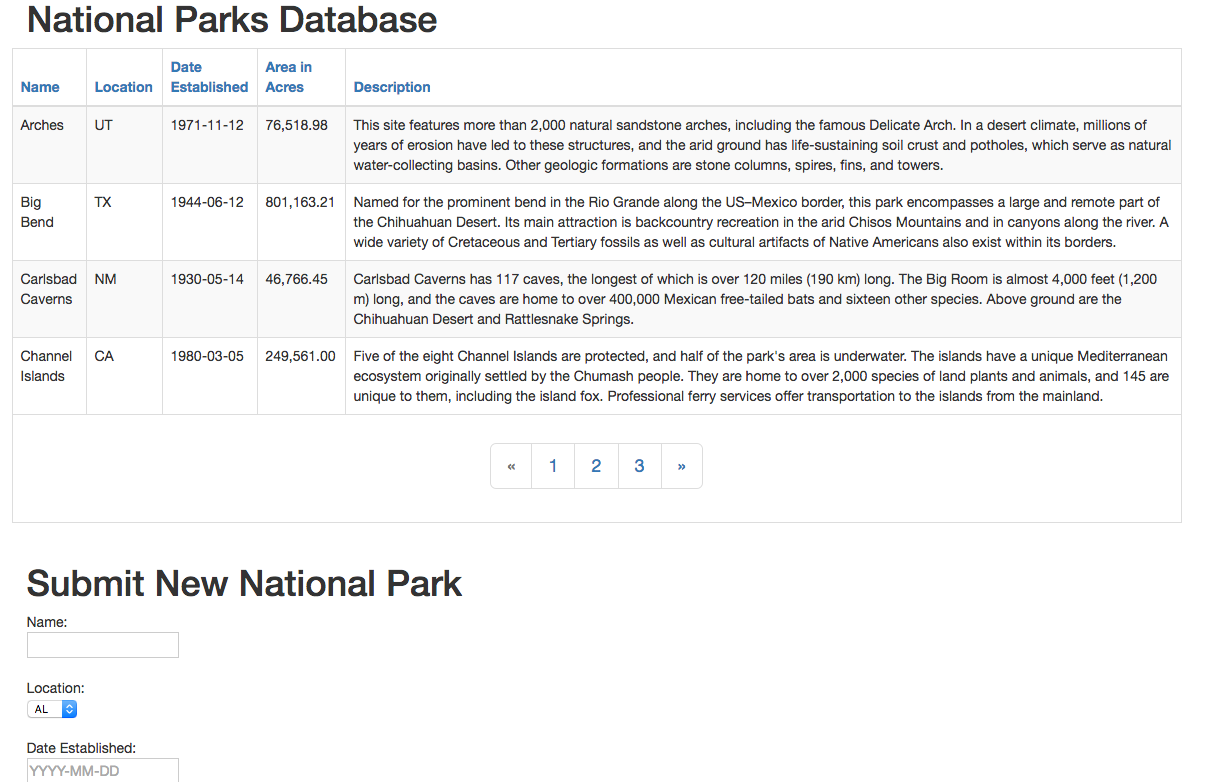 National Parks Database
Name Location Date Established Area in Acres Description
Arches UT 1971-11-12 76,518.98 This site features more than 2,000 natural sandstone arches, including the famous Delicate Arch. In a desert climate, millions of
years of erosion have led to these structures, and the arid ground has life-sustaining soil crust and potholes, which serve as natural
water-collecting basins. Other geologic formations are stone columns, spires, fins, and towers.
Big Bend TX 1944-06-12 801,163.21 Named for the prominent bend in the Rio Grande along the US–Mexico border, this park encompasses a large and remote part of
the Chihuahuan Desert. Its main attraction is backcountry recreation in the arid Chisos Mountains and in canyons along the river. A
wide variety of Cretaceous and Tertiary fossils as well as cultural artifacts of Native Americans also exist within its borders.
Carlsbad Caverns NM 1930-05-14 46,766.45 Carlsbad Caverns has 117 caves, the longest of which is over 120 miles (190 km) long. The Big Room is almost 4,000 feet (1,200
m) long, and the caves are home to over 400,000 Mexican free-tailed bats and sixteen other species. Above ground are the
Chihuahuan Desert and Rattlesnake Springs.
Channel Islands CA 1980-03-05 249,561.00 Five of the eight Channel Islands are protected, and half of the park's area is underwater. The islands have a unique Mediterranean
ecosystem originally settled by the Chumash people. They are home to over 2,000 species of land plants and animals, and 145 are
unique to them, including the island fox. Professional ferry services offer transportation to the islands from the mainland.
« 1 2 3 »
Submit New National Park
Name:
Location:
AL
Date Established:
YYYY-MM-DD